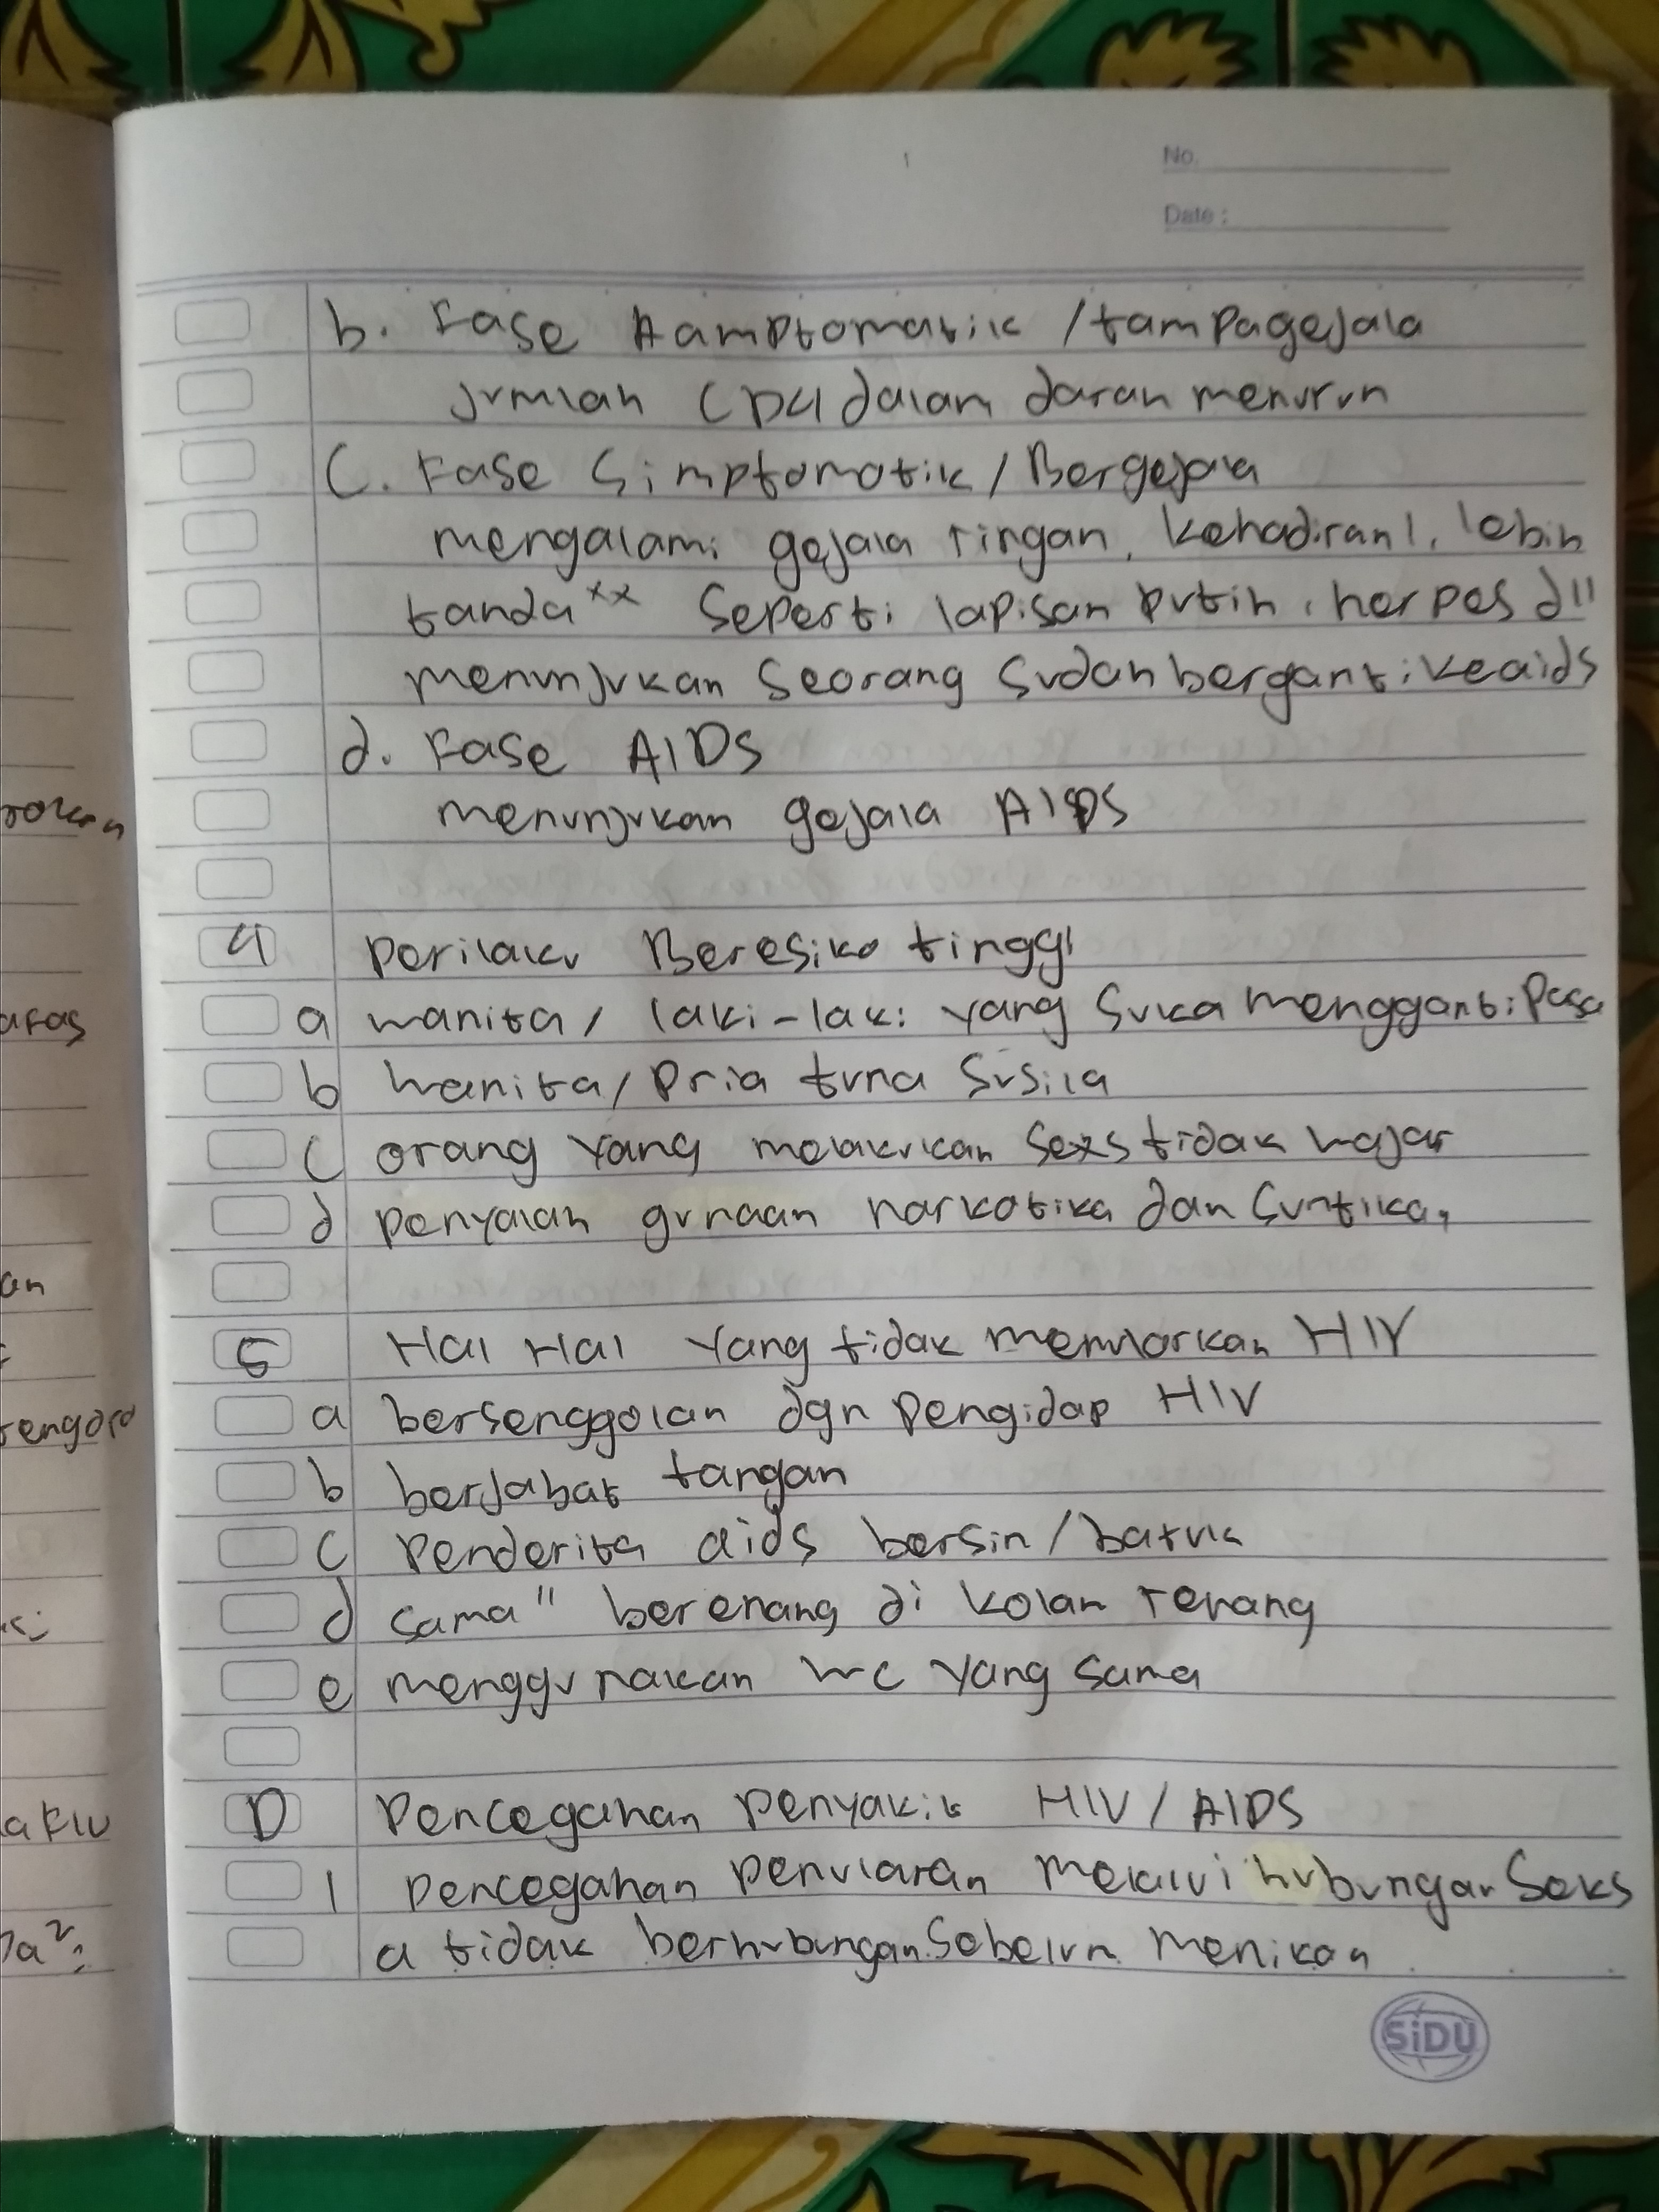 No.
Date :
b. Fase Aamptomatik / tampagejala
Jumlah CD4 dalam darah menurun
C. Fase Simptomatik / Bergejala
mengalami gejala ringan, kehadiran 1, lebih
tanda xx seperti lapisan putih, herpes dll
menunjukan seorang sudah berganti keaids
d. Fase AIDS
menunjukan gejala AIDS
4 perilaku Beresiko tinggi
a wanita / laki-laki yang suka mengganti Pasa
b wanita / Pria tuna Susila
c orang yang melakukan sexs tidak wajar
d penyalah gunaan narkotika dan Suntika,
5 Hal Hal yang tidak memularkan HIV
a bersenggolan dgn Pengidap HIV
b berjabat tangan
c Penderita aids bersin / batuk
d sama" berenang di kolam renang
e menggunakan wc yang sama
D Pencegahan Penyakit HIV / AIDS
1 pencegahan penularan melalui hubungan Seks
a tidak berhubungan Sebelum menikah
SiDU